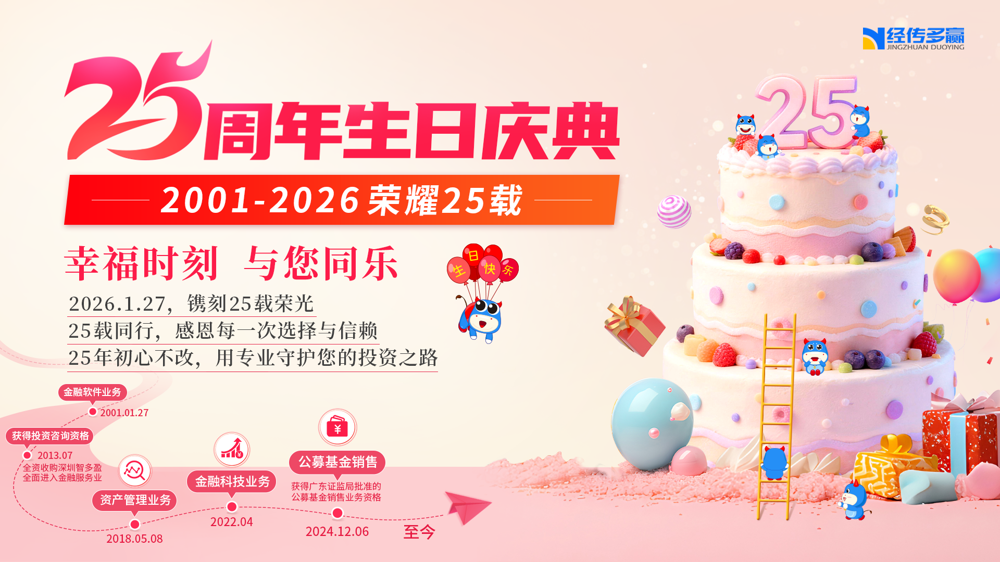 经传多赢
JINGZHUAN DUOYING
25周年生日庆典
25
2001-2026荣耀25载
幸福时刻 与您同乐
生日快乐
2026.1.27，镌刻25载荣光
25载同行，感恩每一次选择与信赖
25年初心不改，用专业守护您的投资之路
金融软件业务
2001.01.27
获得投资咨询资格
2013.07
全资收购深圳智多盈
全面进入金融服务业
资产管理业务
2018.05.08
¥
金融科技业务
2022.04
¥
公募基金销售
获得广东证监局批准的
公募基金销售业务资格
2024.12.06
至今